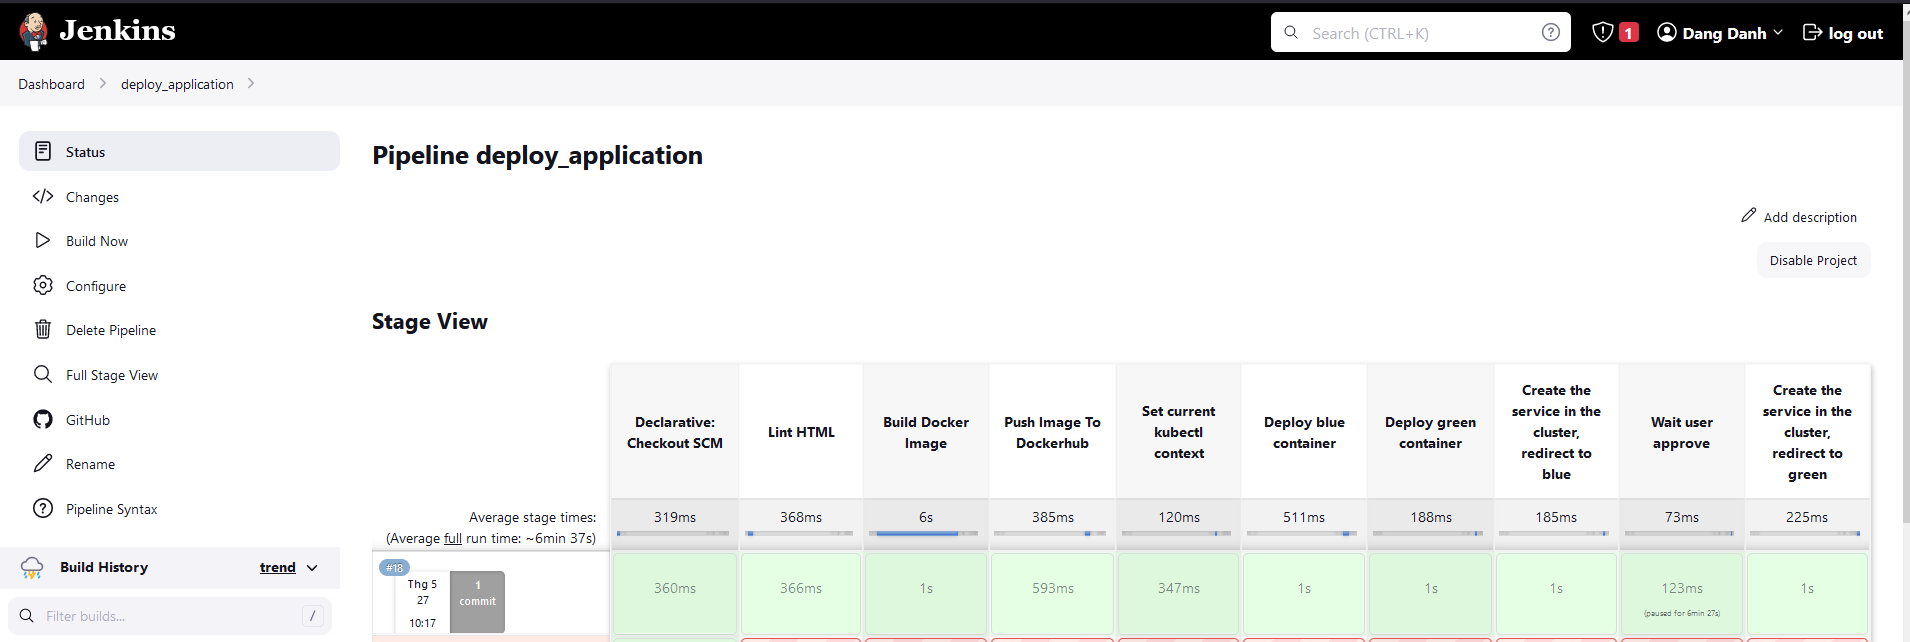 Jenkins
Search (CTRL+K)
1
Dang Danh
log out
Dashboard
deploy_application
Status
Changes
Build Now
Configure
Delete Pipeline
Full Stage View
GitHub
Rename
Pipeline Syntax
Build History
trend
Filter builds...
/
Pipeline deploy_application
Add description
Disable Project
Stage View
Declarative:
Checkout SCM
Lint HTML
Build Docker
Image
Push Image To
Dockerhub
Set current
kubectl
context
Deploy blue
container
Deploy green
container
Create the
service in the
cluster,
redirect to
blue
Wait user
approve
Create the
service in the
cluster,
redirect to
green
Average stage times:
(Average full run time: ~6min 37s)
319ms
368ms
6s
385ms
120ms
511ms
188ms
185ms
73ms
225ms
#18
Thg 5
27
10:17
1
commit
360ms
366ms
1s
593ms
347ms
1s
1s
1s
123ms
(paused for 6min 27s)
1s